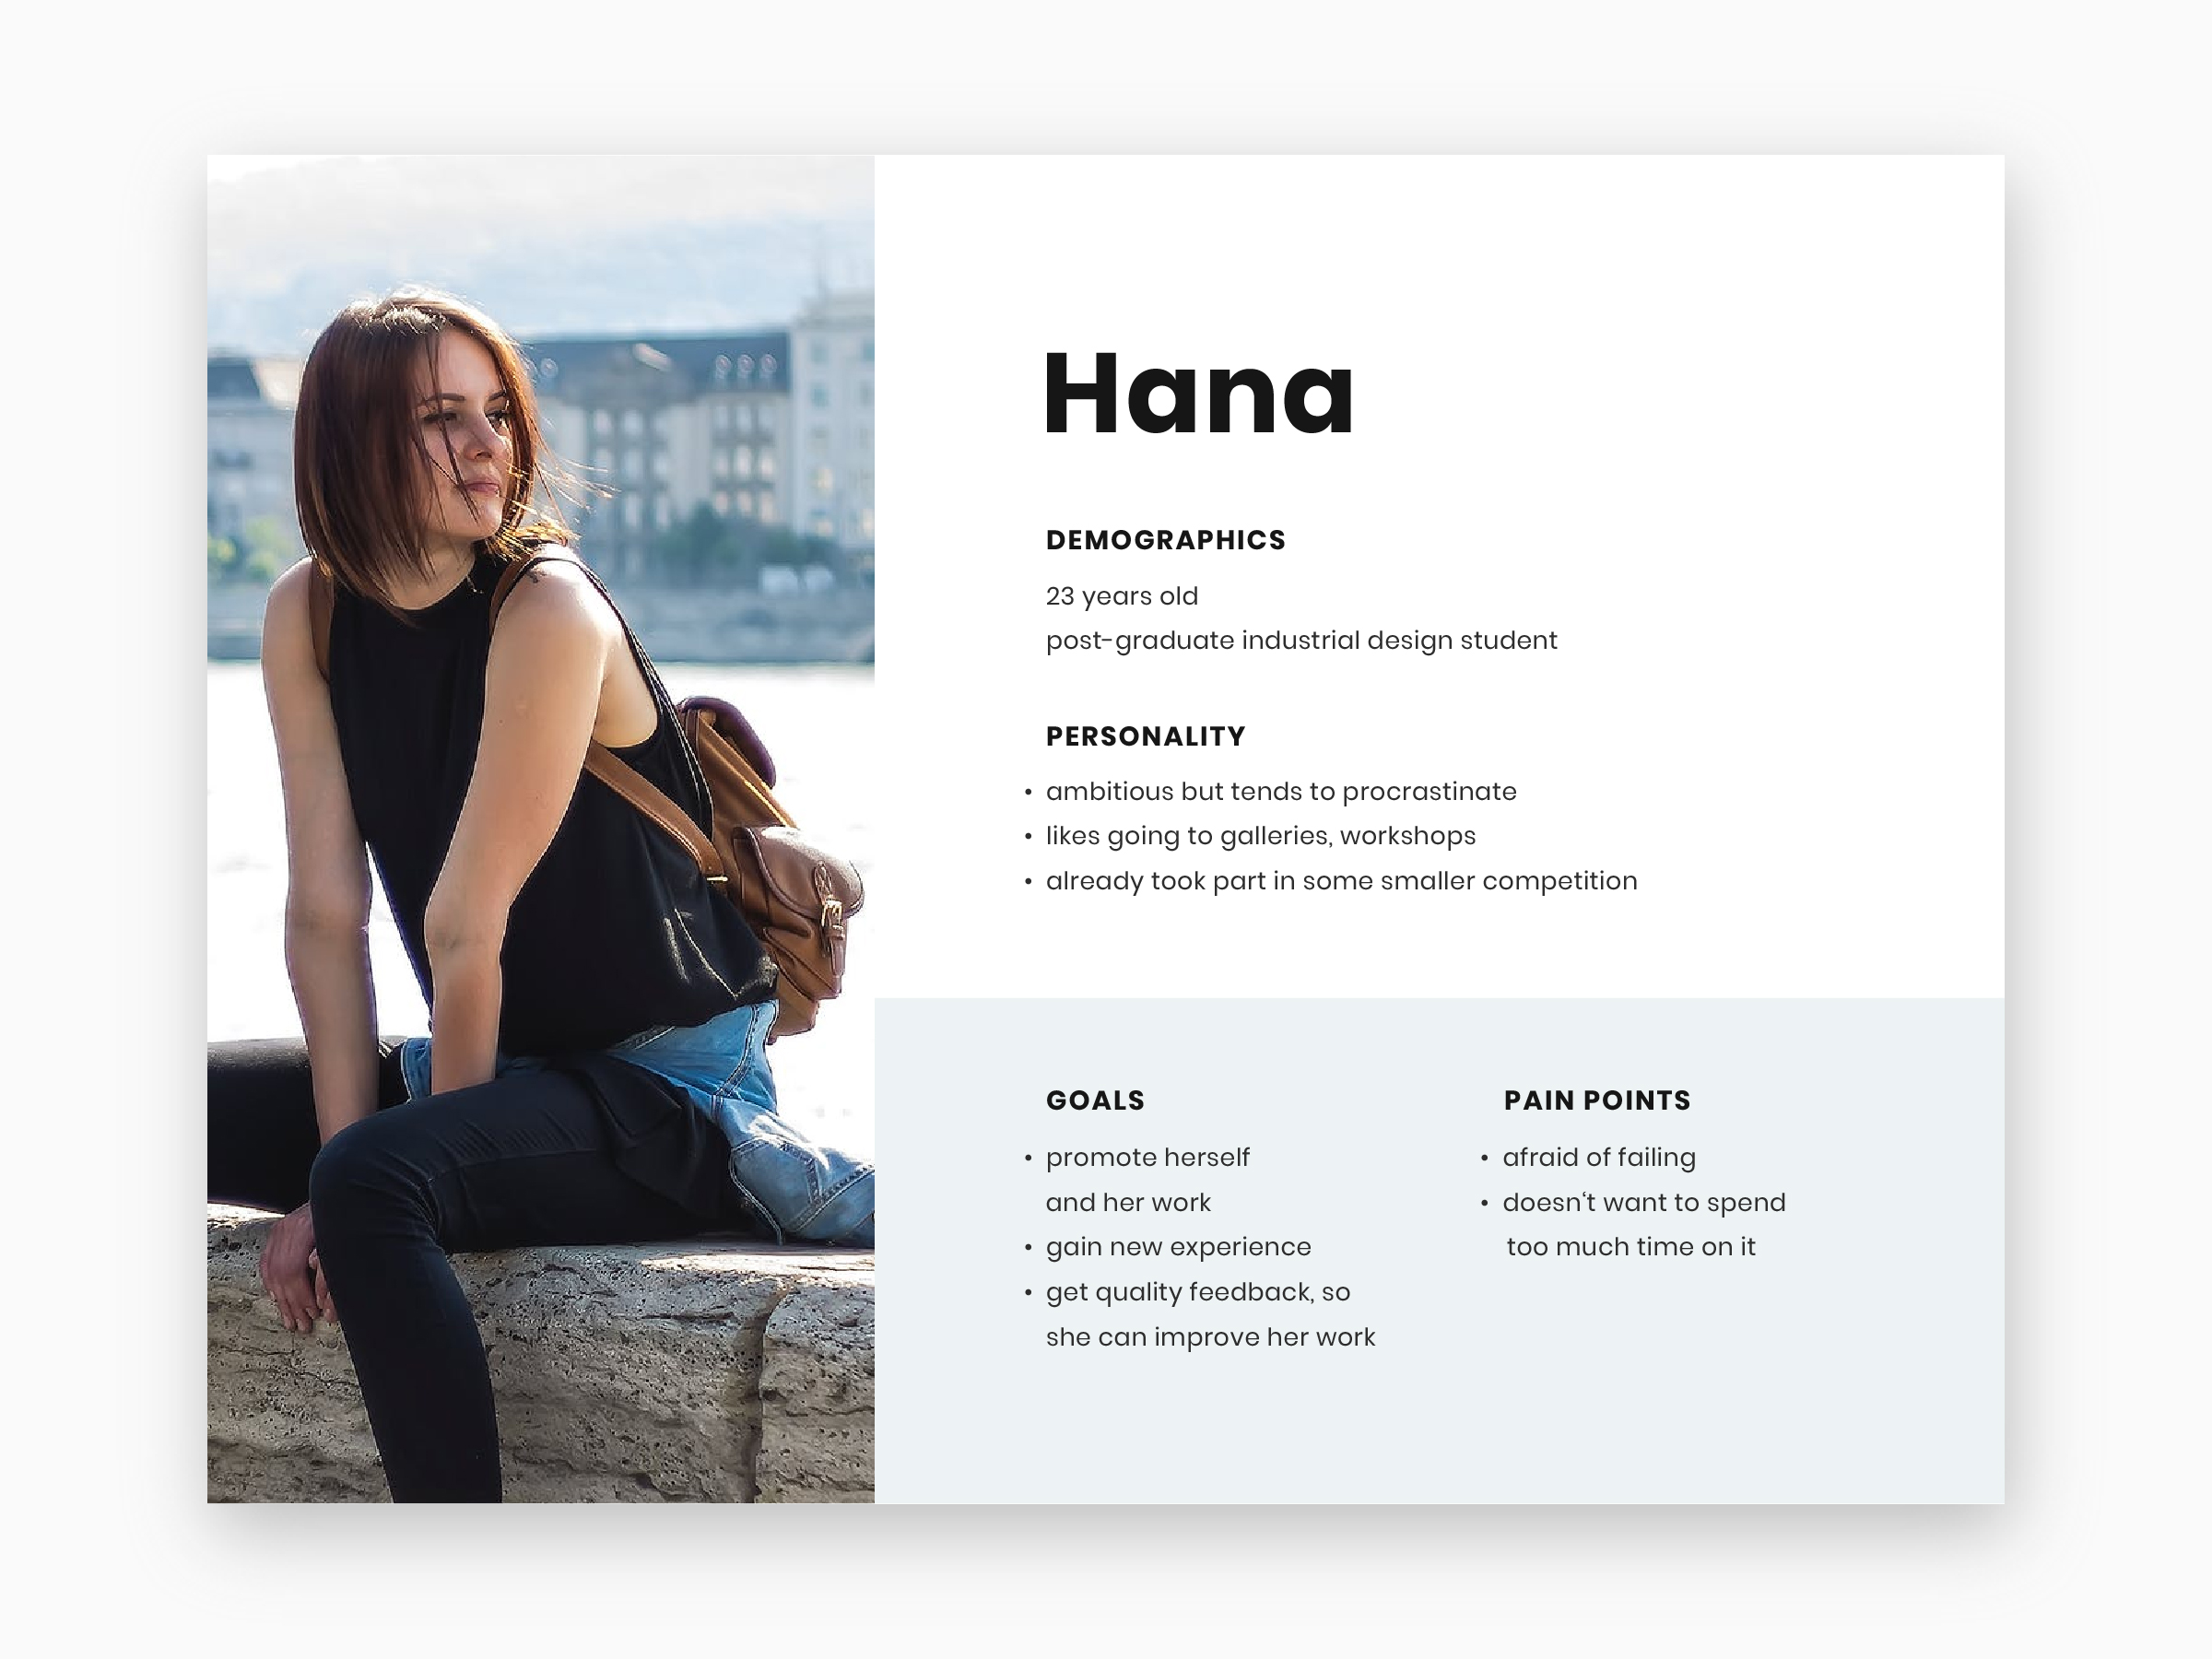 Hana
DEMOGRAPHICS
23 years old
post-graduate industrial design student
PERSONALITY
• ambitious but tends to procrastinate
• likes going to galleries, workshops
• already took part in some smaller competition
GOALS
• promote herself
and her work
• gain new experience
• get quality feedback, so
she can improve her work
PAIN POINTS
• afraid of failing
• doesn‘t want to spend
too much time on it